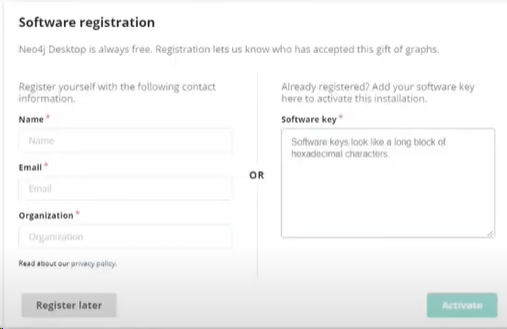 Software registration
Neo4j Desktop is always free. Registration lets us know who has accepted this gift of graphs.
Register yourself with the following contact
information.
Name *
Name
Email *
Email
Organization *
Organization
Read about our privacy policy.
OR
Already registered? Add your software key
here to activate this installation.
Software key *
Software keys look like a long block of
hexadecimal characters.
Register later
Activate